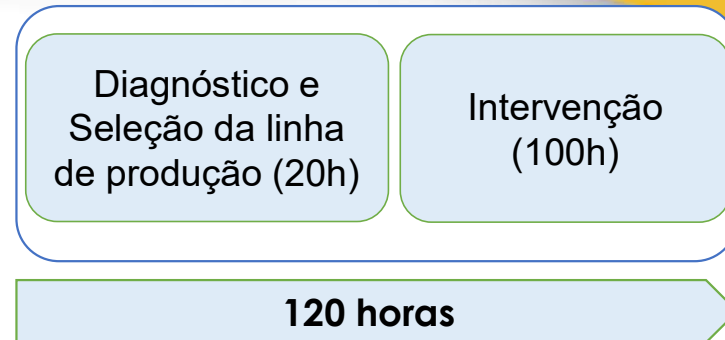 Diagnóstico e
Seleção da linha
de produção (20h)
Intervenção
(100h)
120 horas